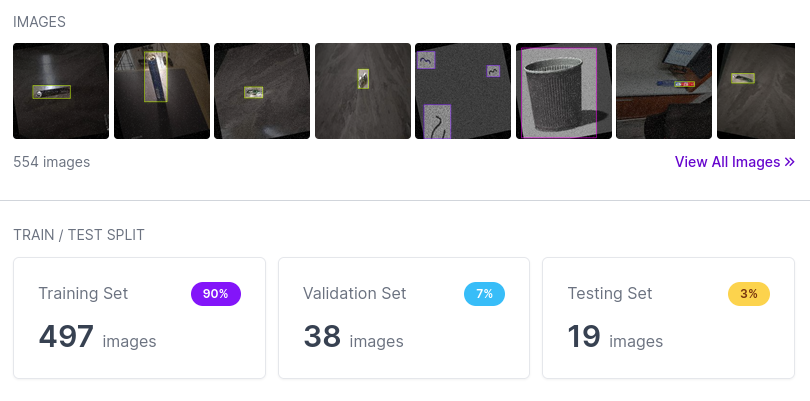 IMAGES
554 images
View All Images »
TRAIN / TEST SPLIT
Training Set 90%
497 images
Validation Set 7%
38 images
Testing Set 3%
19 images